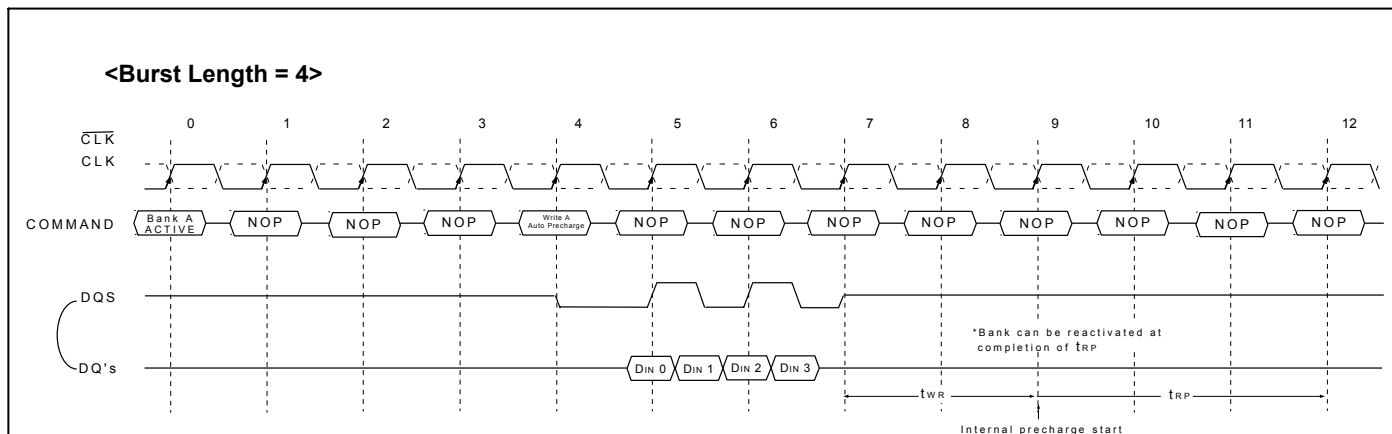 <Burst Length = 4>
0 1 2 3 4 5 6 7 8 9 10 11 12
CLK
CLK
COMMAND
Bank A
ACTIVE
NOP NOP NOP
Write A
Auto Precharge
NOP NOP NOP NOP NOP NOP NOP NOP
DQS
*Bank can be reactivated at
completion of tRP
DQ's
DIN 0 DIN 1 DIN 2 DIN 3
tWR tRP
Internal precharge start